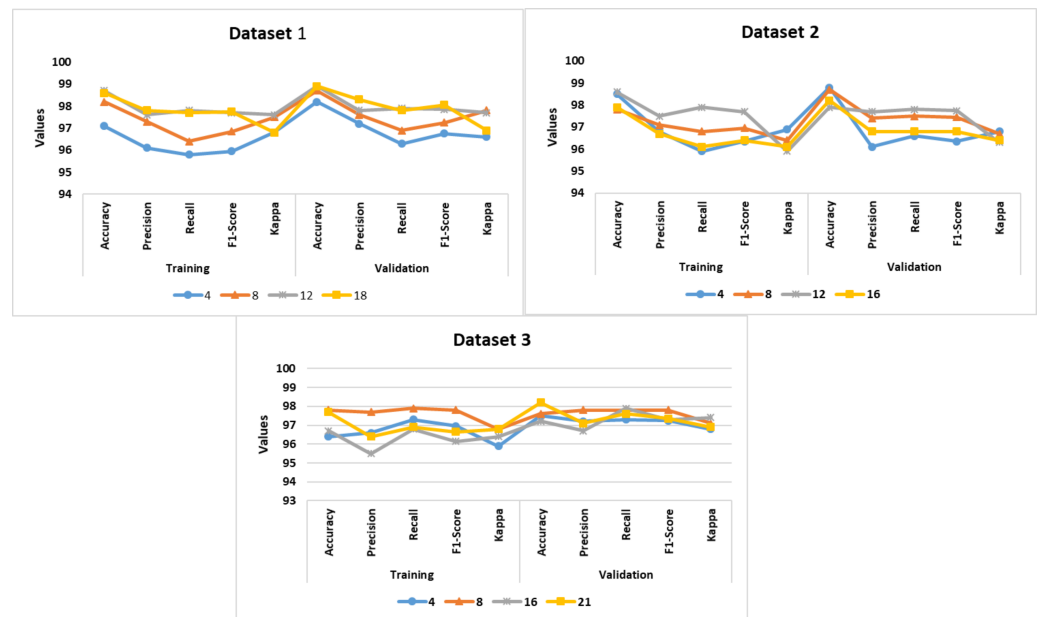 Dataset 1
Values
100
99
98
97
96
95
94
Accuracy
Precision
Recall
F1-Score
Kappa
Accuracy
Precision
Recall
F1-Score
Kappa
Training Validation
4 8 12 18
Dataset 2
Values
100
99
98
97
96
95
94
Accuracy
Precision
Recall
F1-Score
Kappa
Accuracy
Precision
Recall
F1-Score
Kappa
Training Validation
4 8 12 16
Dataset 3
Values
100
99
98
97
96
95
94
93
Accuracy
Precision
Recall
F1-Score
Kappa
Accuracy
Precision
Recall
F1-Score
Kappa
Training Validation
4 8 16 21